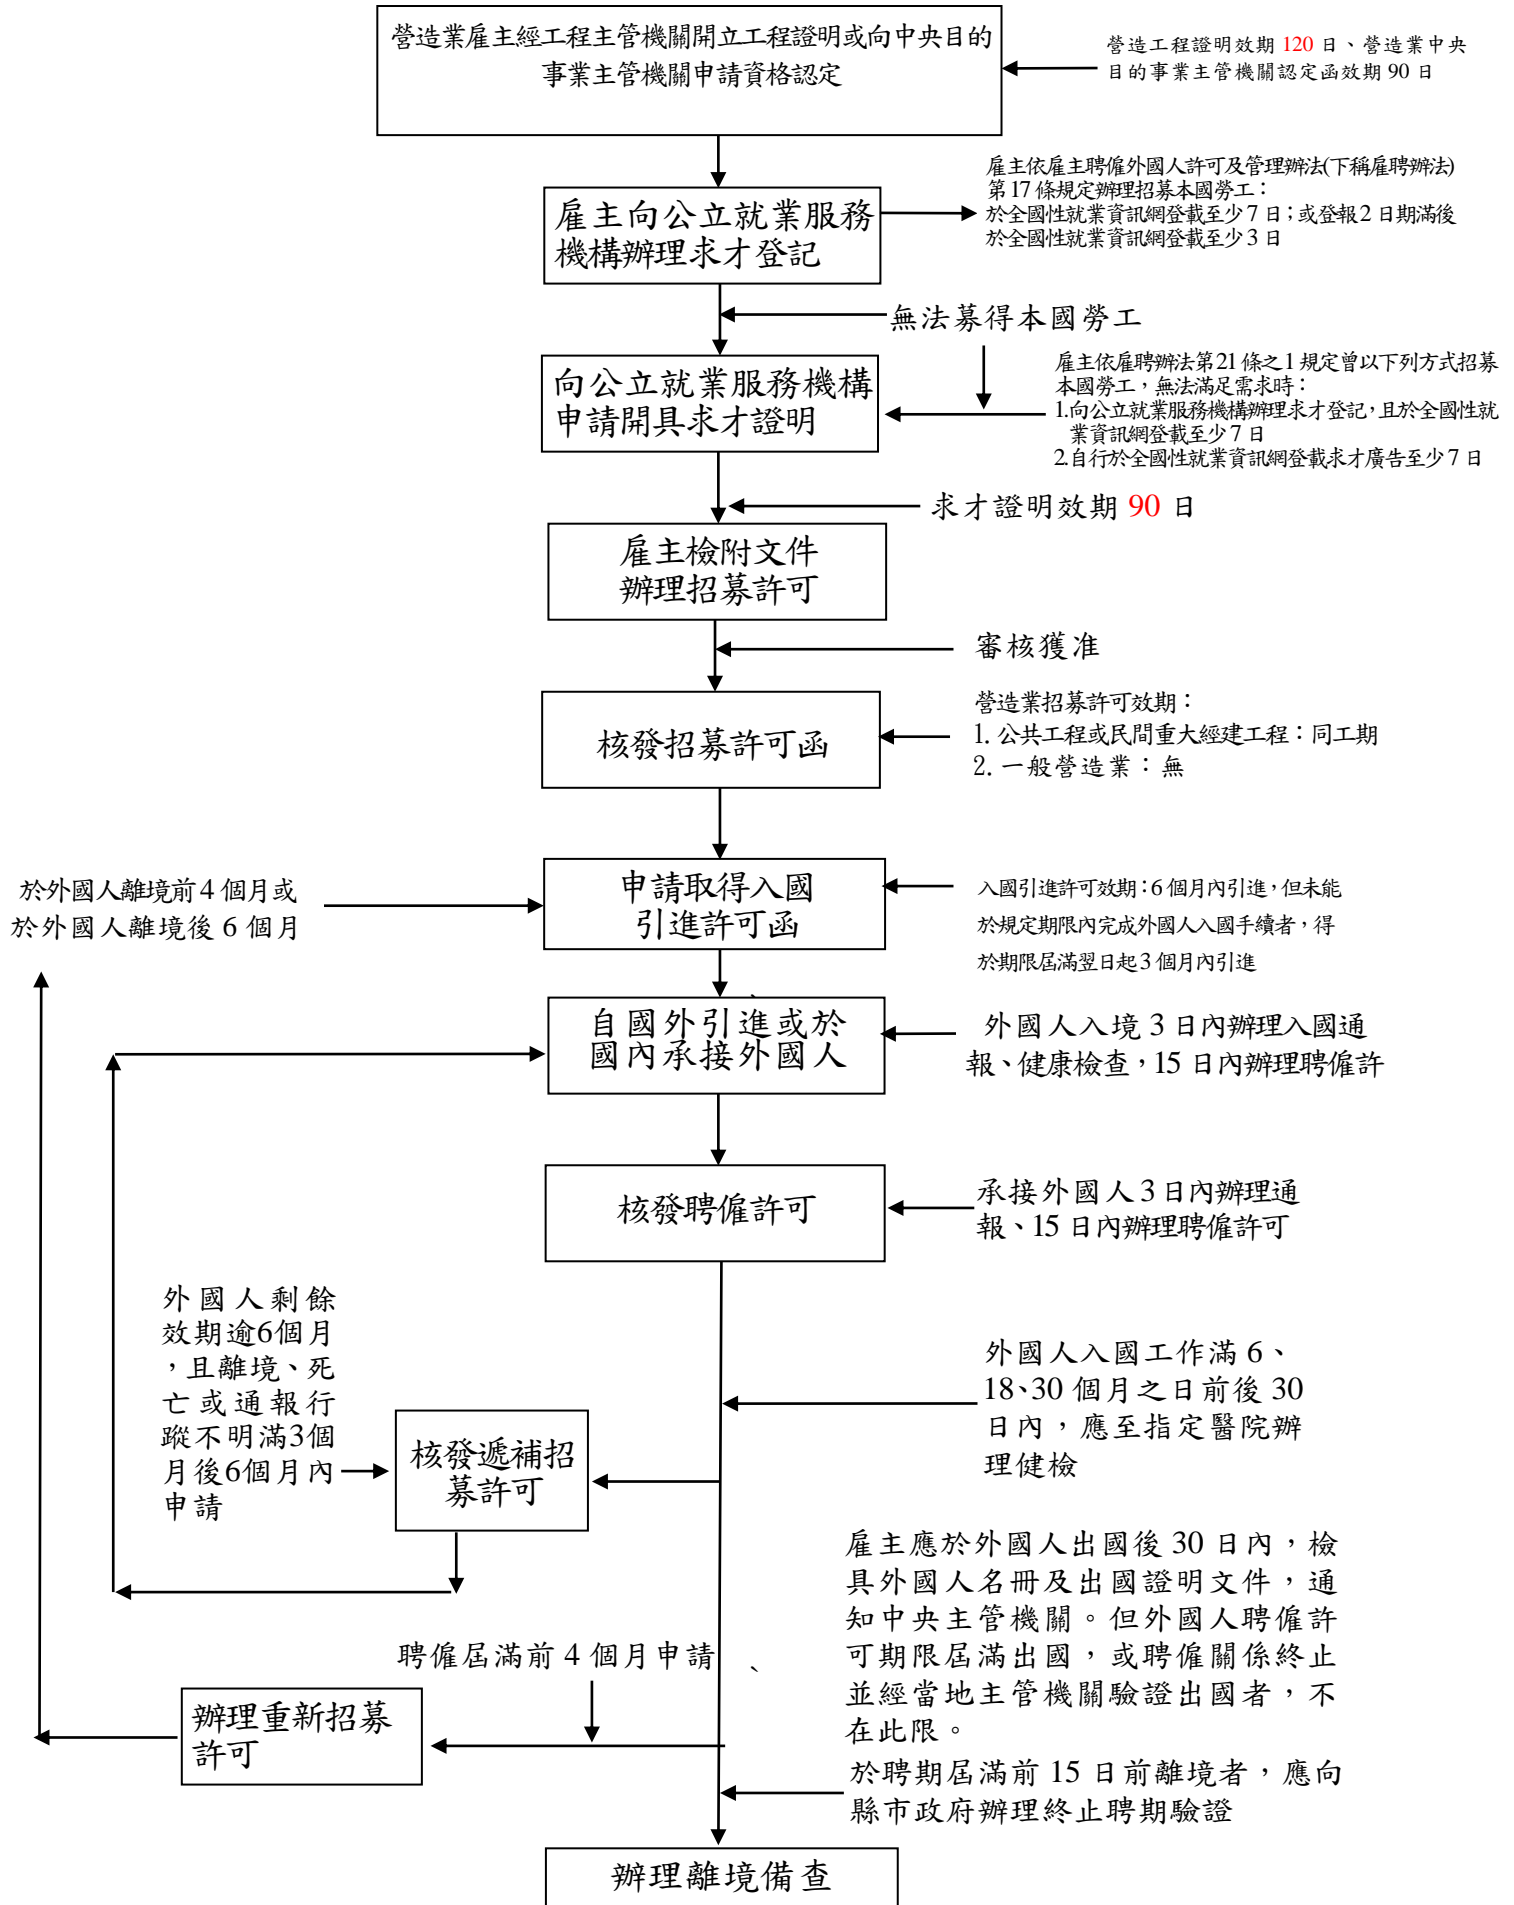 營造業雇主經工程主管機關開立工程證明或向中央目的
事業主管機關申請資格認定
營造工程證明效期 120 日、營造業中央
目的事業主管機關認定函效期 90 日
雇主向公立就業服務
機構辦理求才登記
雇主依雇主聘僱外國人許可及管理辦法(下稱雇聘辦法)
第 17 條規定辦理招募本國勞工：
於全國性就業資訊網登載至少 7 日；或登報 2 日期滿後
於全國性就業資訊網登載至少 3 日
無法募得本國勞工
向公立就業服務機構
申請開具求才證明
雇主依雇聘辦法第 21 條之 1 規定曾以下列方式招募
本國勞工，無法滿足需求時：
1.向公立就業服務機構辦理求才登記，且於全國性就
業資訊網登載至少 7 日
2.自行於全國性就業資訊網登載求才廣告至少 7 日
求才證明效期 90 日
雇主檢附文件
辦理招募許可
審核獲准
核發招募許可函
營造業招募許可效期：
1. 公共工程或民間重大經建工程：同工期
2. 一般營造業：無
於外國人離境前 4 個月或
於外國人離境後 6 個月
申請取得入國
引進許可函
入國引進許可效期：6 個月內引進，但未能
於規定期限內完成外國人入國手續者，得
於期限屆滿翌日起 3 個月內引進
自國外引進或於
國內承接外國人
外國人入境 3 日內辦理入國通
報、健康檢查，15 日內辦理聘僱許
核發聘僱許可
承接外國人 3 日內辦理通
報、15 日內辦理聘僱許可
外國人剩餘
效期逾6個月
，且離境、死
亡或通報行
蹤不明滿3個
月後6個月內
申請
核發遞補招
募許可
外國人入國工作滿 6、
18、30 個月之日前後 30
日內，應至指定醫院辦
理健檢
雇主應於外國人出國後 30 日內，檢
具外國人名冊及出國證明文件，通
知中央主管機關。但外國人聘僱許
可期限屆滿出國，或聘僱關係終止
並經當地主管機關驗證出國者，不
在此限。
聘僱屆滿前 4 個月申請
、
辦理重新招募
許可
於聘期屆滿前 15 日前離境者，應向
縣市政府辦理終止聘期驗證
辦理離境備查